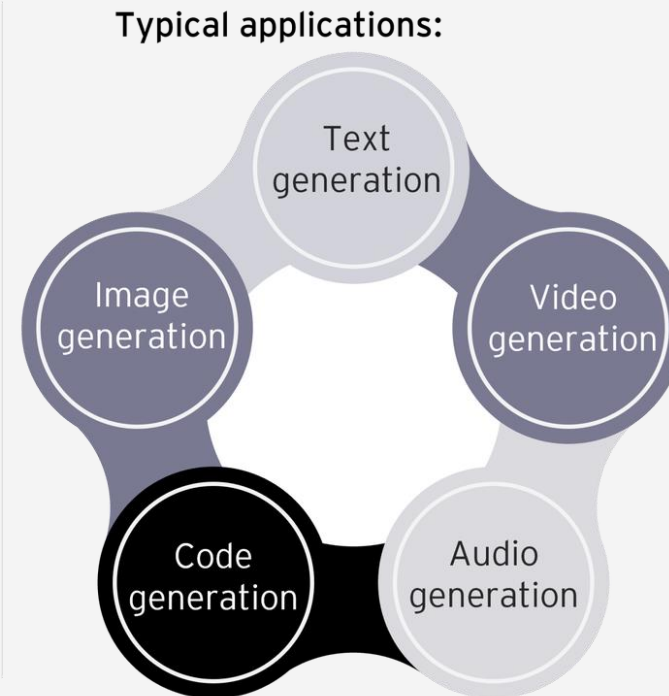 Typical applications:
Text
generation
Video
generation
Audio
generation
Code
generation
Image
generation